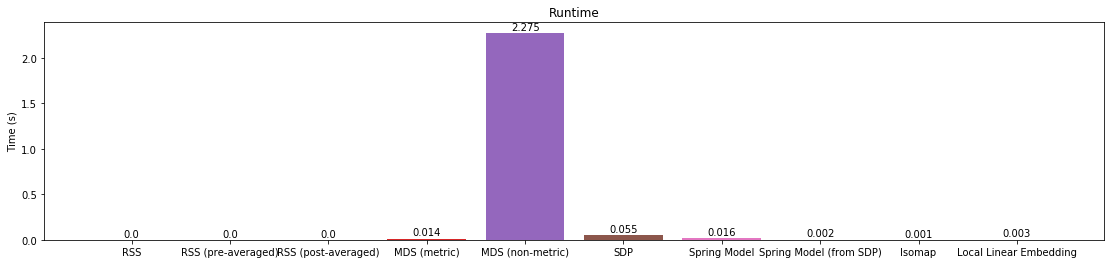 Runtime
Time (s)
2.0
1.5
1.0
0.5
0.0
0.0
0.0
0.0
0.014
2.275
0.055
0.016
0.002
0.001
0.003
RSS
RSS (pre-averaged)
RSS (post-averaged)
MDS (metric)
MDS (non-metric)
SDP
Spring Model
Spring Model (from SDP)
Isomap
Local Linear Embedding